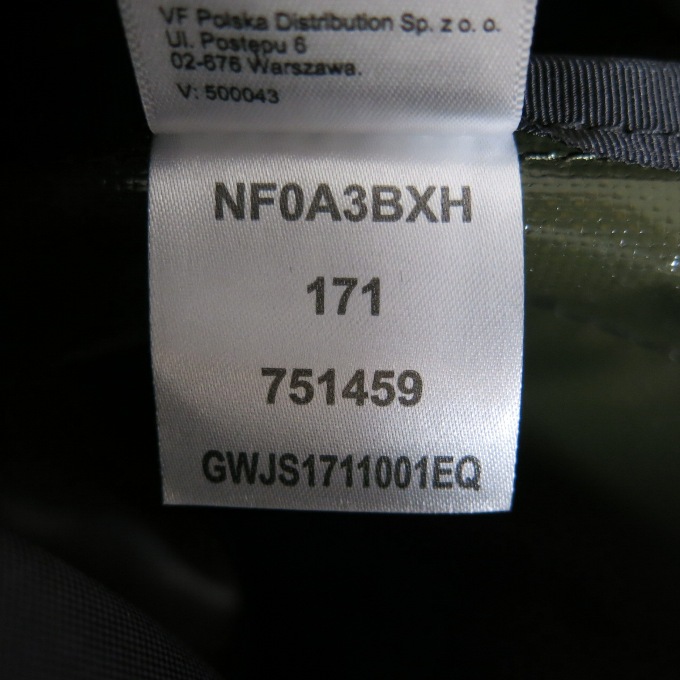 VF Polska Distribution Sp. z o. o.
Ul. Postępu 6
02-676 Warszawa.
V: 500043
NF0A3BXH
171
751459
GWJS1711001EQ